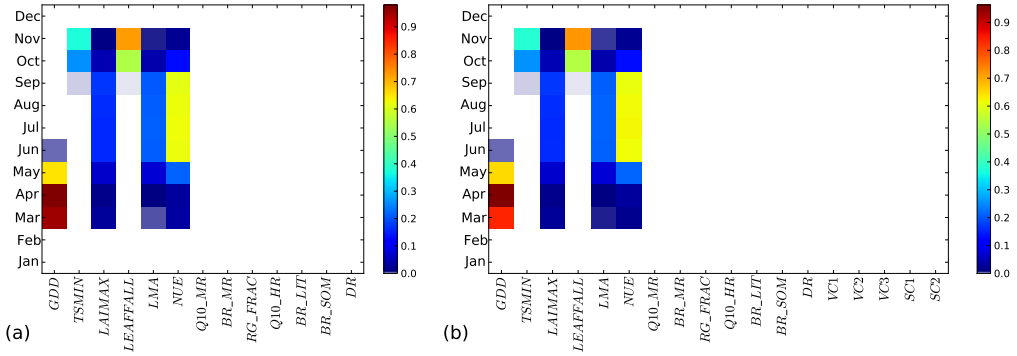 Dec
Nov
Oct
Sep
Aug
Jul
Jun
May
Apr
Mar
Feb
Jan
GDD
TSMIN
LAIMAX
LEAFFALL
LMA
NUE
Q10_MR
BR_MR
RG_FRAC
Q10_HR
BR_LIT
BR_SOM
DR
0.9
0.8
0.7
0.6
0.5
0.4
0.3
0.2
0.1
0.0
(a)
Dec
Nov
Oct
Sep
Aug
Jul
Jun
May
Apr
Mar
Feb
Jan
GDD
TSMIN
LAIMAX
LEAFFALL
LMA
NUE
Q10_MR
BR_MR
RG_FRAC
Q10_HR
BR_LIT
BR_SOM
DR
VC1
VC2
VC3
SC1
SC2
0.9
0.8
0.7
0.6
0.5
0.4
0.3
0.2
0.1
0.0
(b)